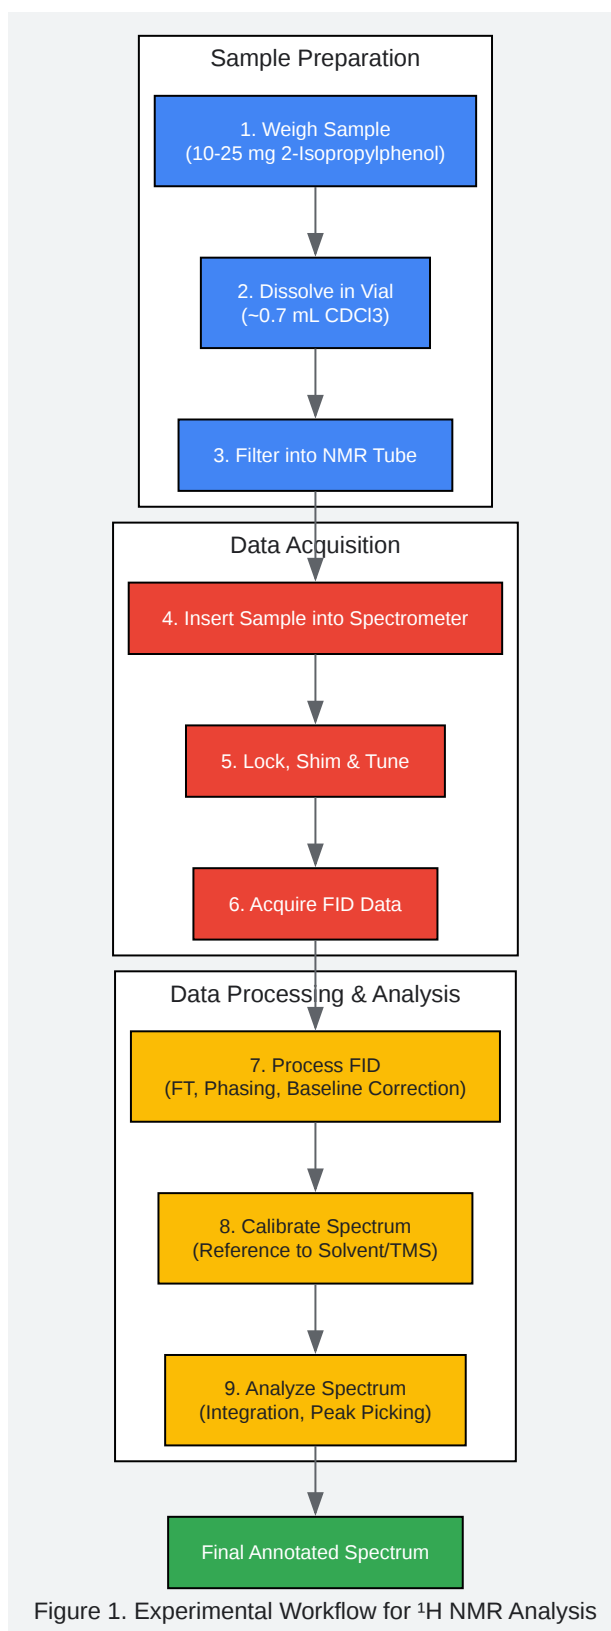 Sample Preparation
1. Weigh Sample
(10-25 mg 2-Isopropylphenol)
2. Dissolve in Vial
(~0.7 mL CDCl3)
3. Filter into NMR Tube
Data Acquisition
4. Insert Sample into Spectrometer
5. Lock, Shim & Tune
6. Acquire FID Data
Data Processing & Analysis
7. Process FID
(FT, Phasing, Baseline Correction)
8. Calibrate Spectrum
(Reference to Solvent/TMS)
9. Analyze Spectrum
(Integration, Peak Picking)
Final Annotated Spectrum
Figure 1. Experimental Workflow for ¹H NMR Analysis